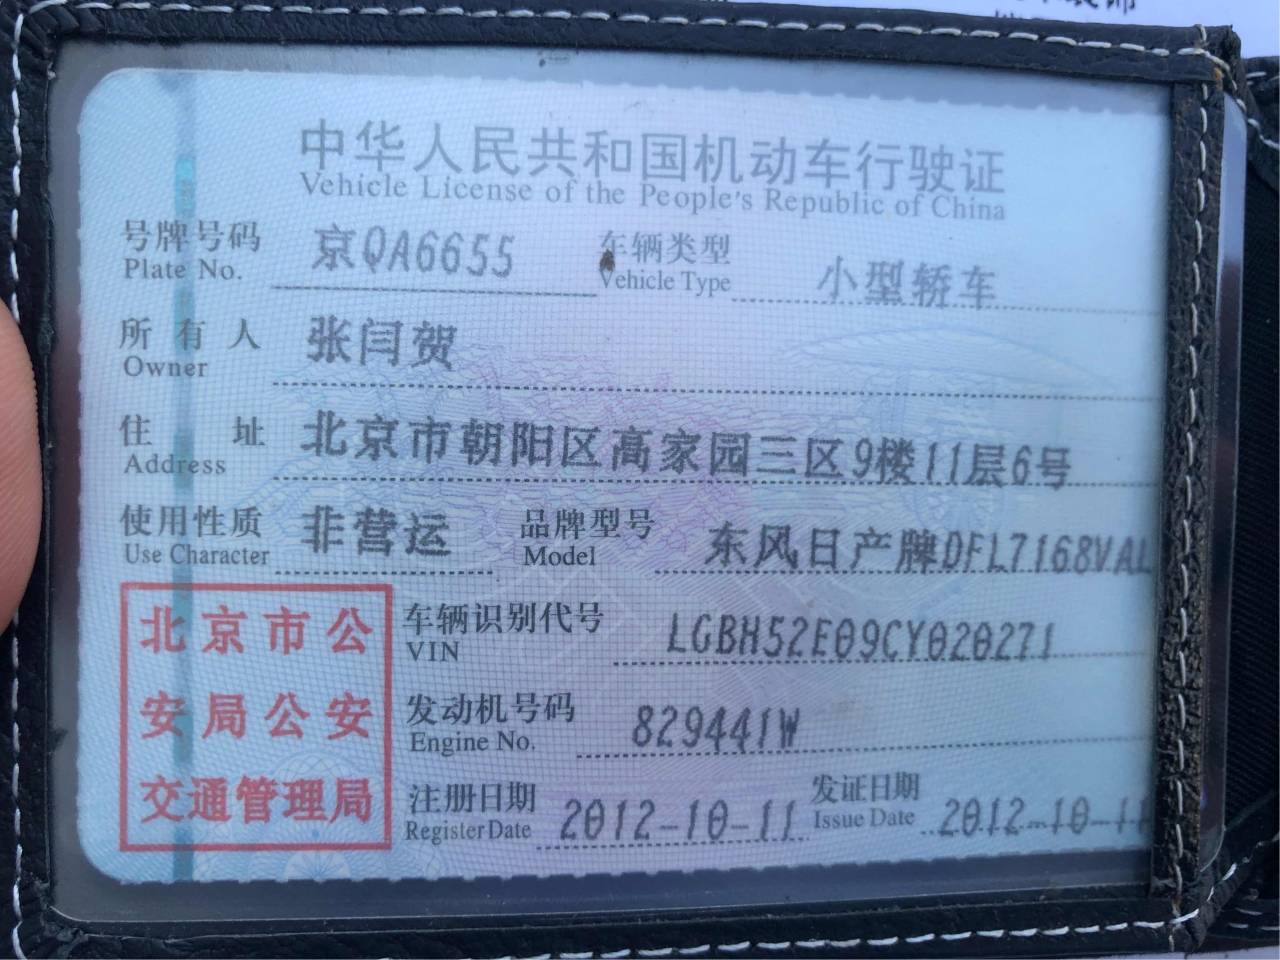 中华人民共和国机动车行驶证
Vehicle License of the People's Republic of China
号牌号码 京QA6655 车辆类型 小型轿车
Plate No. Vehicle Type
所有人 张闫贺
Owner
住址 北京市朝阳区高家园三区9楼11层6号
Address
使用性质 非营运 品牌型号 东风日产牌DFL7168VAL
Use Character Model
北京市公
安局公安
交通管理局
车辆识别代号 LGBH52E09CY020271
VIN
发动机号码 829441W
Engine No.
注册日期 2012-10-11 发证日期 2012-10-11
Register Date Issue Date